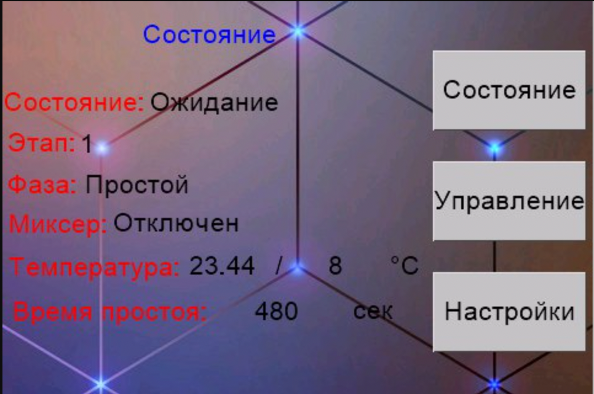 Состояние
Состояние: Ожидание
Этап: 1
Фаза: Простой
Миксер: Отключен
Температура: 23.44 / 8 °C
Время простоя: 480 сек
Состояние
Управление
Настройки